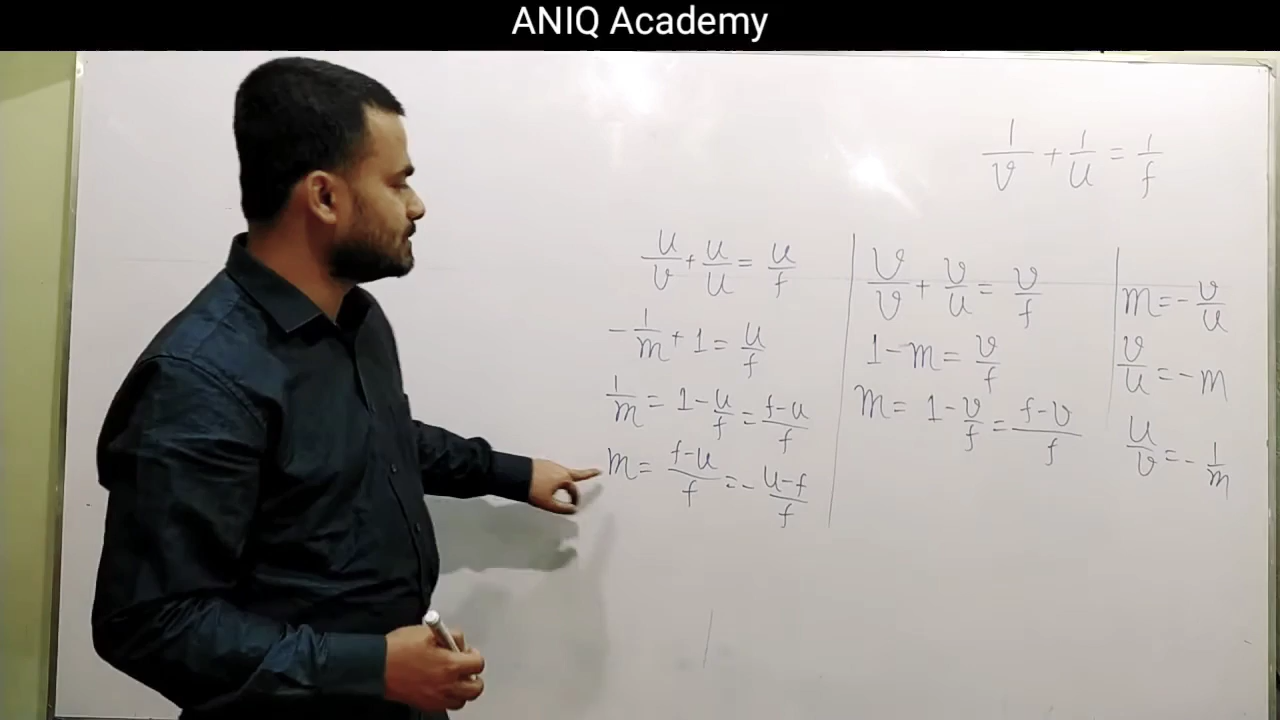 ANIQ Academy
1/v + 1/u = 1/f
u/v + u/u = u/f
-1/m + 1 = u/f
1/m = 1 - u/f = f-u/f
m = f-u/f = - u-f/f
v/v + v/u = v/f
1 - m = v/f
m = 1 - v/f = f-v/f
m = - v/u
v/u = - m
u/v = - 1/m